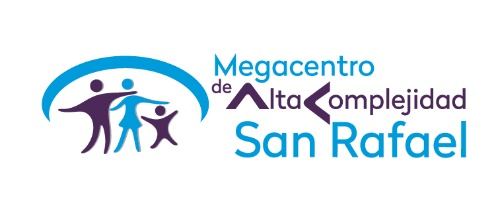 Megacentro
de Alta Complejidad
San Rafael